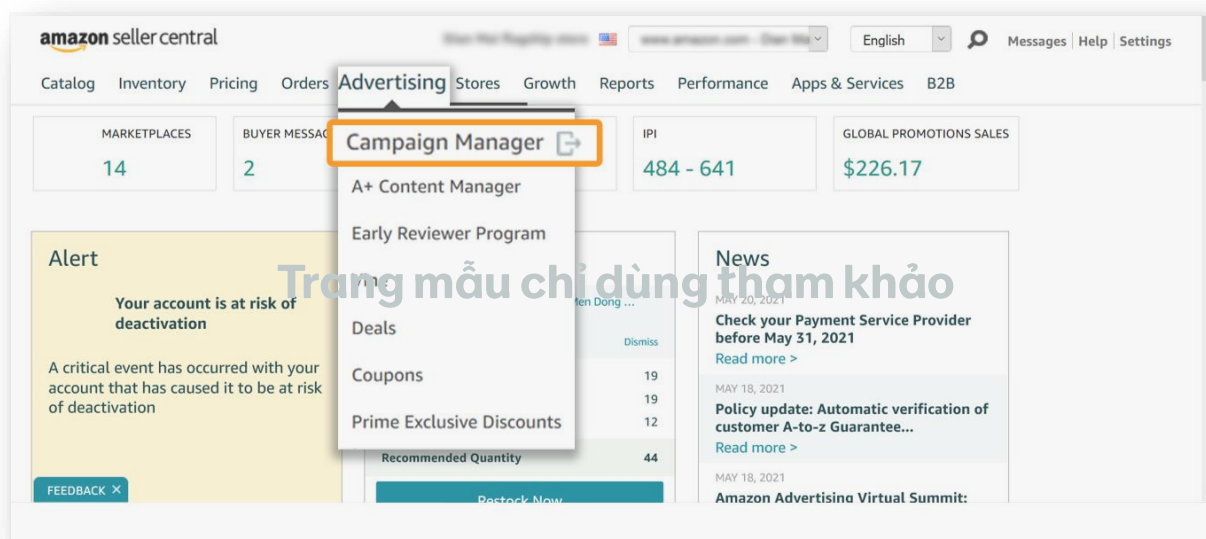 amazon seller central
English
Messages | Help | Settings
Catalog Inventory Pricing Orders Advertising Stores Growth Reports Performance Apps & Services B2B
MARKETPLACES
14
BUYER
2
IPI
484 - 641
GLOBAL PROMOTIONS SALES
$226.17
Campaign Manager
A+ Content Manager
Early Reviewer Program
Deals
Coupons
Prime Exclusive Discounts
Alert
Your account is at risk of
deactivation
A critical event has occurred with your
account that has caused it to be at risk
of deactivation
FEEDBACK ×
Men Dong ...
Dismiss
19
19
12
Recommended Quantity 44
Restock Now
News
MAY 20, 2021
Check your Payment Service Provider
before May 31, 2021
Read more >
MAY 18, 2021
Policy update: Automatic verification of
customer A-to-z Guarantee...
Read more >
MAY 18, 2021
Amazon Advertising Virtual Summit:
Trang mẫu chỉ dùng tham khảo